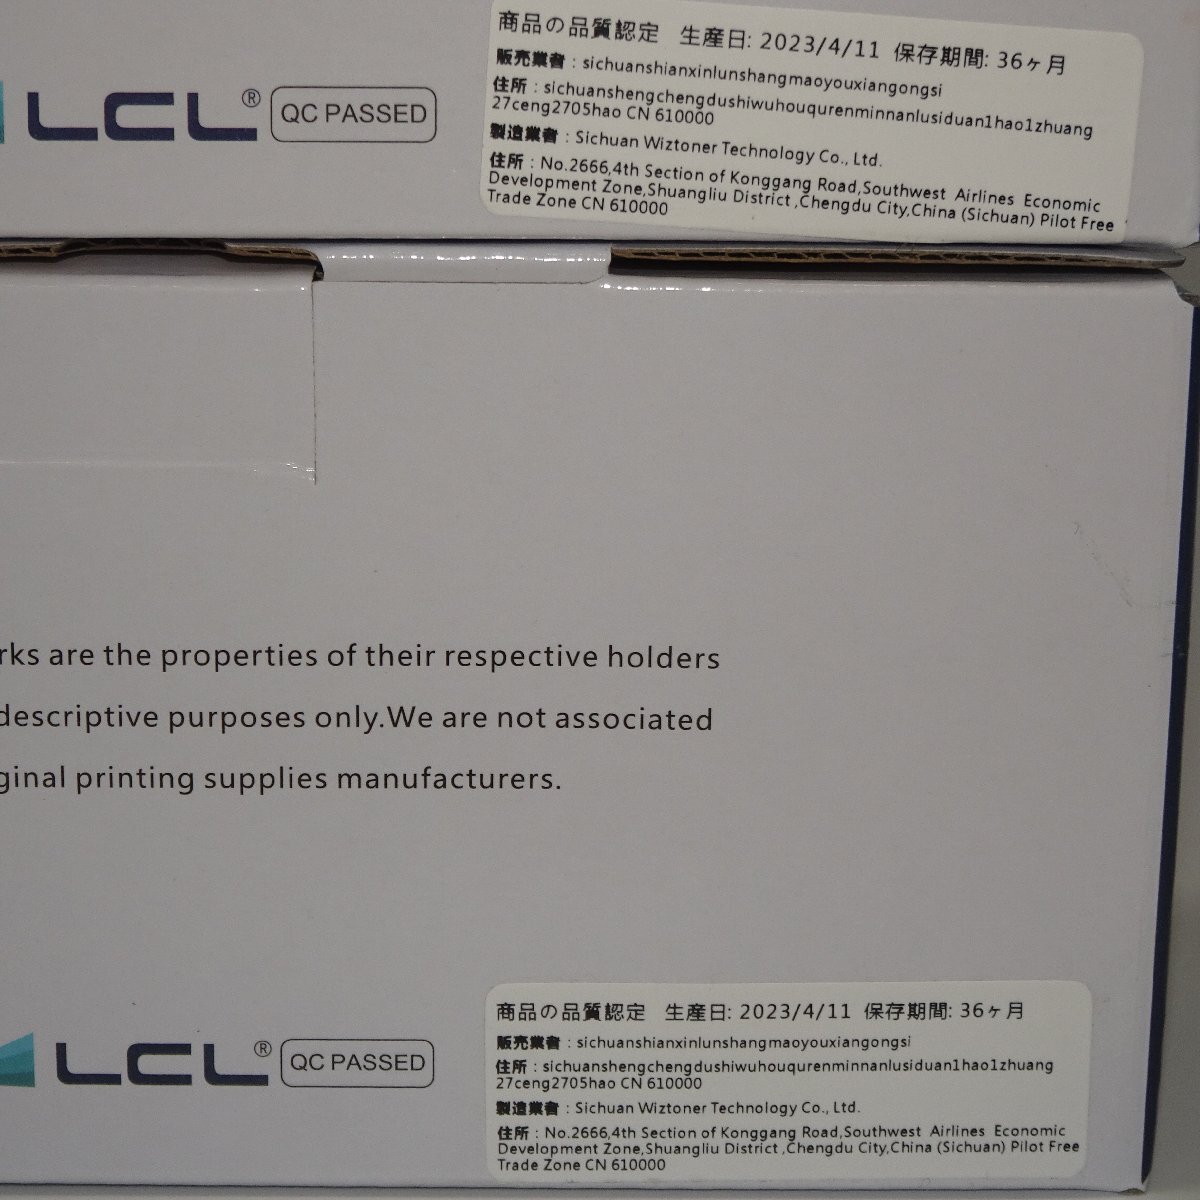 LCL® QC PASSED
商品の品質認定 生産日: 2023/4/11 保存期間: 36ヶ月
販売業者 : sichuanshianxinlunshangmaoyouxiangongsi
住所 : sichuanshengchengdushiwuhouqurenminnanlusiduan1hao1zhuang
27ceng2705hao CN 610000
製造業者 : Sichuan Wiztoner Technology Co., Ltd.
住所 : No.2666,4th Section of Konggang Road,Southwest Airlines Economic
Development Zone,Shuangliu District ,Chengdu City,China (Sichuan) Pilot Free
Trade Zone CN 610000
rks are the properties of their respective holders
descriptive purposes only.We are not associated
ginal printing supplies manufacturers.
LCL® QC PASSED
商品の品質認定 生産日: 2023/4/11 保存期間: 36ヶ月
販売業者 : sichuanshianxinlunshangmaoyouxiangongsi
住所 : sichuanshengchengdushiwuhouqurenminnanlusiduan1hao1zhuang
27ceng2705hao CN 610000
製造業者 : Sichuan Wiztoner Technology Co., Ltd.
住所 : No.2666,4th Section of Konggang Road,Southwest Airlines Economic
Development Zone,Shuangliu District ,Chengdu City,China (Sichuan) Pilot Free
Trade Zone CN 610000